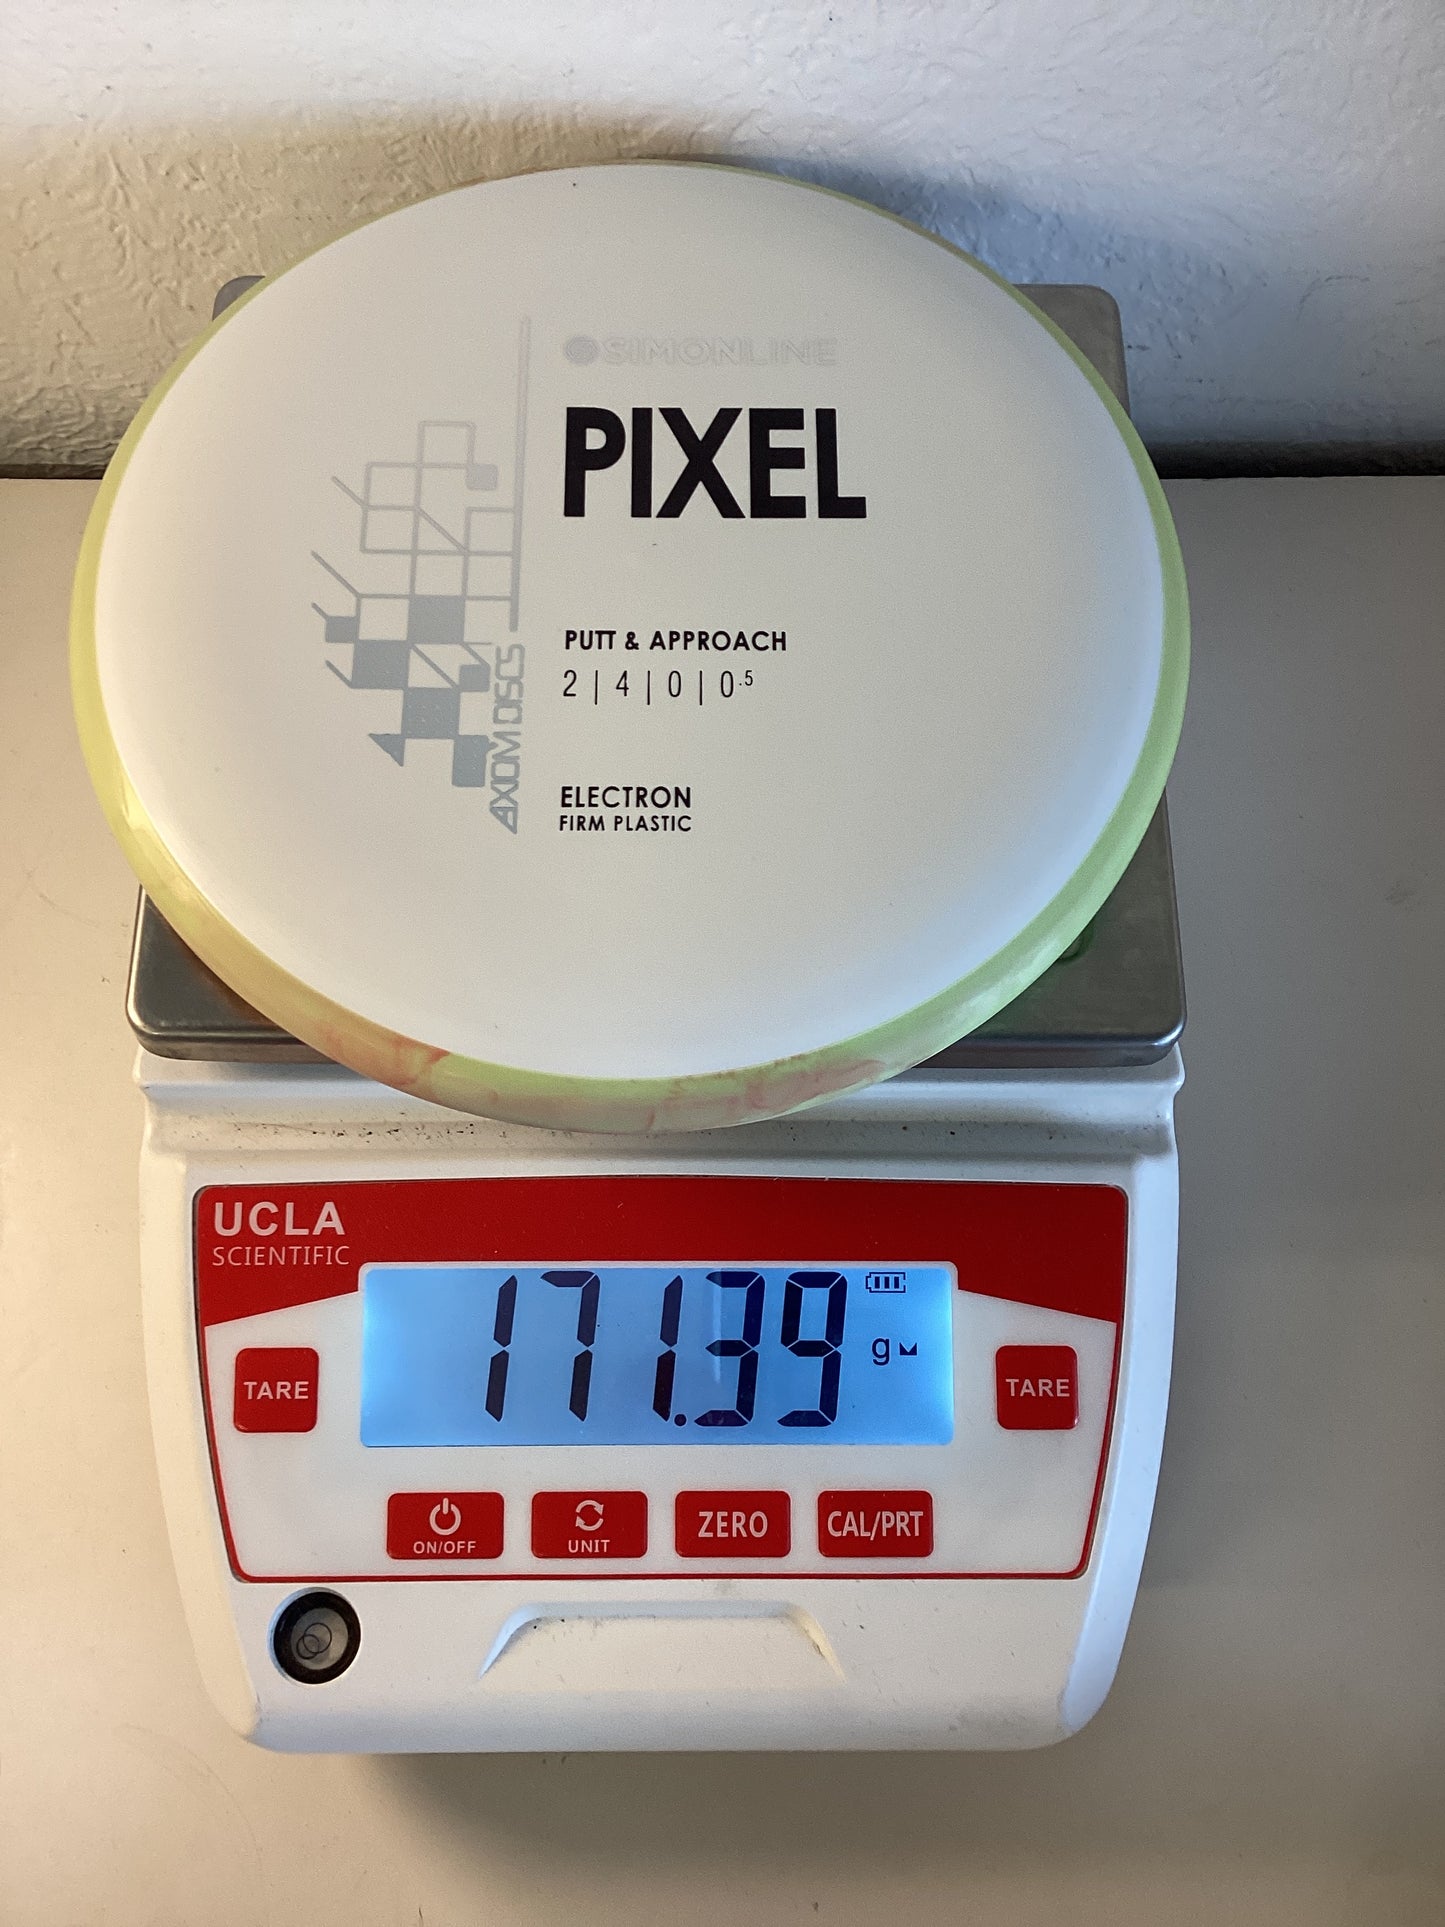 SIMONLINE
PIXEL
PUTT & APPROACH
2 | 4 | 0 | 0.5
AXIOM DISCS
ELECTRON
FIRM PLASTIC
UCLA
SCIENTIFIC
171.39 g
TARE
TARE
ON/OFF
UNIT
ZERO
CAL/PRT